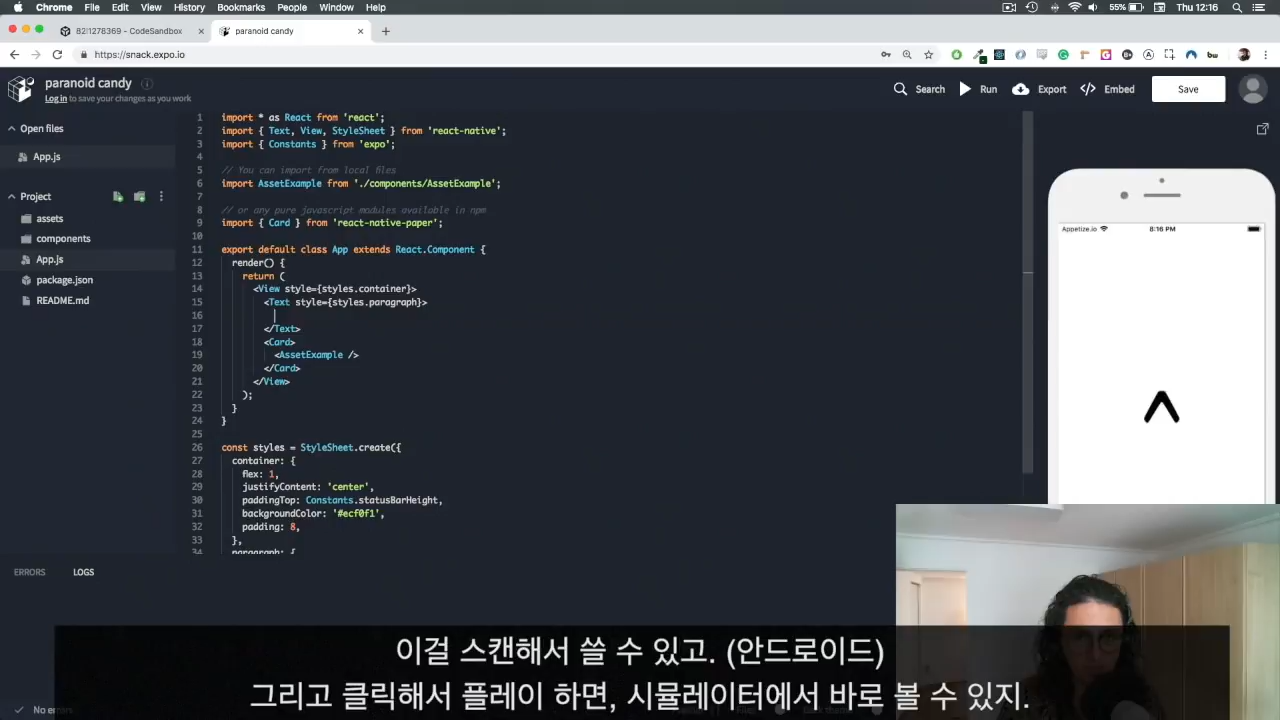 Chrome File Edit View History Bookmarks People Window Help 55% Thu 12:16
82l1278369 - CodeSandbox paranoid candy
https://snack.expo.io
paranoid candy
Log in to save your changes as you work
Search Run Export Embed Save
Open files
App.js
Project
assets
components
App.js
package.json
README.md
1 import * as React from 'react';
2 import { Text, View, StyleSheet } from 'react-native';
3 import { Constants } from 'expo';
4
5 // You can import from local files
6 import AssetExample from './components/AssetExample';
7
8 // or any pure javascript modules available in npm
9 import { Card } from 'react-native-paper';
10
11 export default class App extends React.Component {
12 render() {
13 return (
14 <View style={styles.container}>
15 <Text style={styles.paragraph}>
16
17 </Text>
18 <Card>
19 <AssetExample />
20 </Card>
21 </View>
22 );
23 }
24 }
25
26 const styles = StyleSheet.create({
27 container: {
28 flex: 1,
29 justifyContent: 'center',
30 paddingTop: Constants.statusBarHeight,
31 backgroundColor: '#ecf0f1',
32 padding: 8,
33 },
34 paragraph: {
Appetize.io 8:16 PM
ERRORS LOGS
이걸 스캔해서 쓸 수 있고. (안드로이드)
그리고 클릭해서 플레이 하면, 시뮬레이터에서 바로 볼 수 있지.
No errors